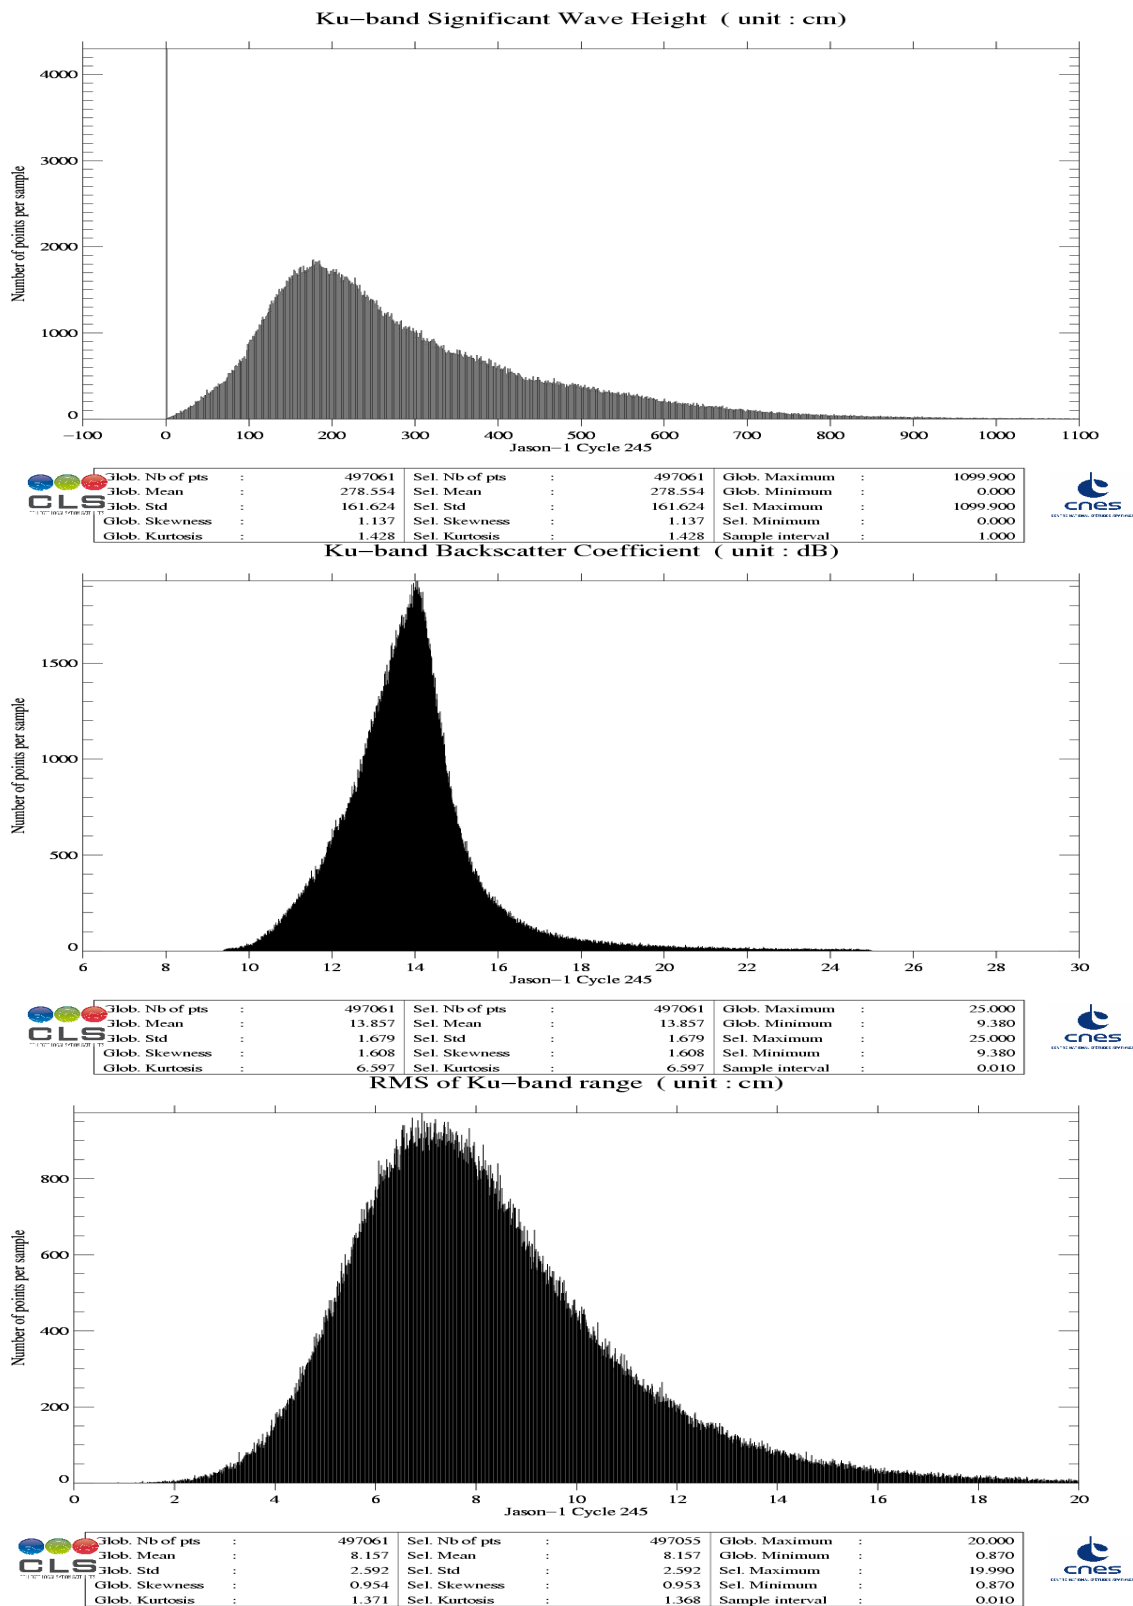 Ku−band Significant Wave Height ( unit : cm)
Number of points per sample
4000
3000
2000
1000
0
−100 0 100 200 300 400 500 600 700 800 900 1000 1100
Jason−1 Cycle 245
CLS
Glob. Nb of pts : 497061 Sel. Nb of pts : 497061 Glob. Maximum : 1099.900
Glob. Mean : 278.554 Sel. Mean : 278.554 Glob. Minimum : 0.000
Glob. Std : 161.624 Sel. Std : 161.624 Sel. Maximum : 1099.900
Glob. Skewness : 1.137 Sel. Skewness : 1.137 Sel. Minimum : 0.000
Glob. Kurtosis : 1.428 Sel. Kurtosis : 1.428 Sample interval : 1.000
cnes
Ku−band Backscatter Coefficient ( unit : dB)
Number of points per sample
1500
1000
500
0
6 8 10 12 14 16 18 20 22 24 26 28 30
Jason−1 Cycle 245
CLS
Glob. Nb of pts : 497061 Sel. Nb of pts : 497061 Glob. Maximum : 25.000
Glob. Mean : 13.857 Sel. Mean : 13.857 Glob. Minimum : 9.380
Glob. Std : 1.679 Sel. Std : 1.679 Sel. Maximum : 25.000
Glob. Skewness : 1.608 Sel. Skewness : 1.608 Sel. Minimum : 9.380
Glob. Kurtosis : 6.597 Sel. Kurtosis : 6.597 Sample interval : 0.010
cnes
RMS of Ku−band range ( unit : cm)
Number of points per sample
800
600
400
200
0
0 2 4 6 8 10 12 14 16 18 20
Jason−1 Cycle 245
CLS
Glob. Nb of pts : 497061 Sel. Nb of pts : 497055 Glob. Maximum : 20.000
Glob. Mean : 8.157 Sel. Mean : 8.157 Glob. Minimum : 0.870
Glob. Std : 2.592 Sel. Std : 2.592 Sel. Maximum : 19.990
Glob. Skewness : 0.954 Sel. Skewness : 0.953 Sel. Minimum : 0.870
Glob. Kurtosis : 1.371 Sel. Kurtosis : 1.368 Sample interval : 0.010
cnes